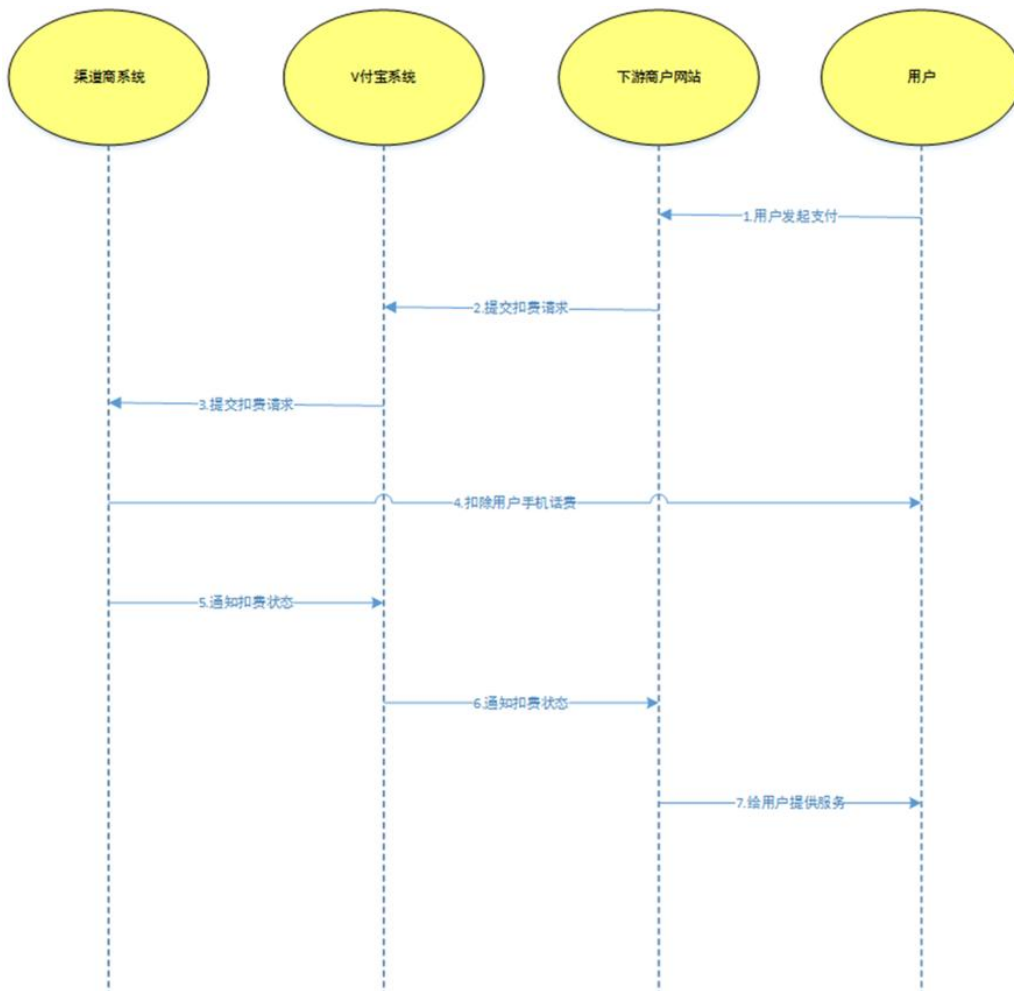 渠道商系统
V付宝系统
下游商户网站
用户
1.用户发起支付
2.提交扣费请求
3.提交扣费请求
4.扣除用户手机话费
5.通知扣费状态
6.通知扣费状态
7.给用户提供服务